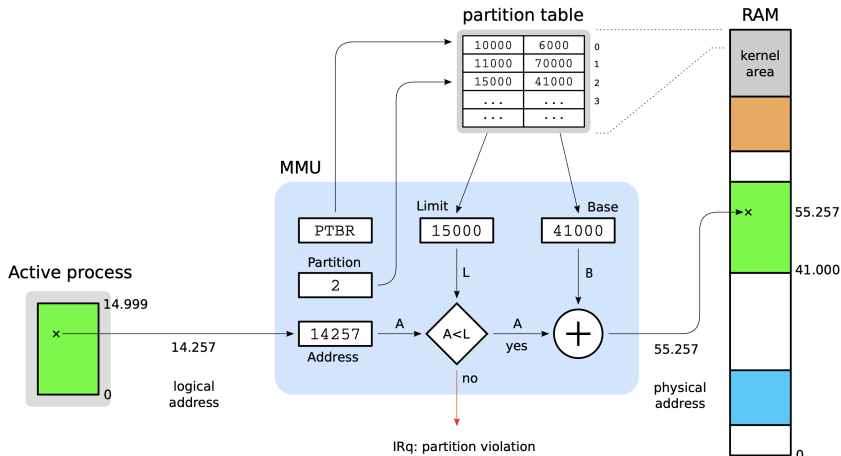 partition table
RAM
10000 6000 0
11000 70000 1
15000 41000 2
... ... 3
... ...
kernel
area
MMU
Limit
Base
PTBR
15000
41000
55.257
Partition
2
L
B
41.000
Active process
14.999
14257
A
A<L
A
yes
Address
14.257
55.257
no
logical
address
physical
address
0
IRq: partition violation
0